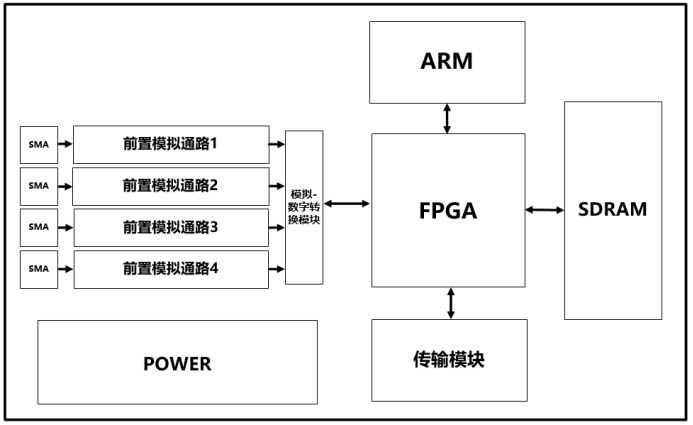 ARM
SMA
前置模拟通路1
SMA
前置模拟通路2
SMA
前置模拟通路3
SMA
前置模拟通路4
模拟-
数字转
换模块
FPGA
SDRAM
POWER
传输模块